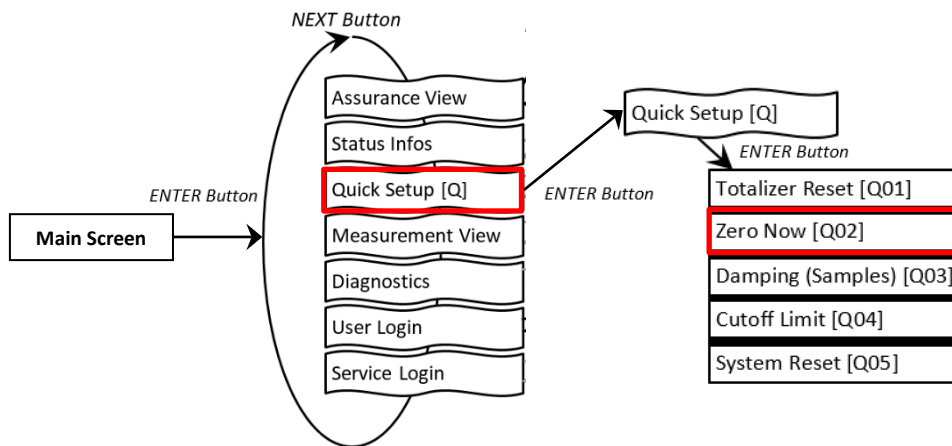 NEXT Button
Assurance View
Status Infos
Quick Setup [Q]
Measurement View
Diagnostics
User Login
Service Login
ENTER Button
Main Screen
ENTER Button
Quick Setup [Q]
ENTER Button
Totalizer Reset [Q01]
Zero Now [Q02]
Damping (Samples) [Q03]
Cutoff Limit [Q04]
System Reset [Q05]